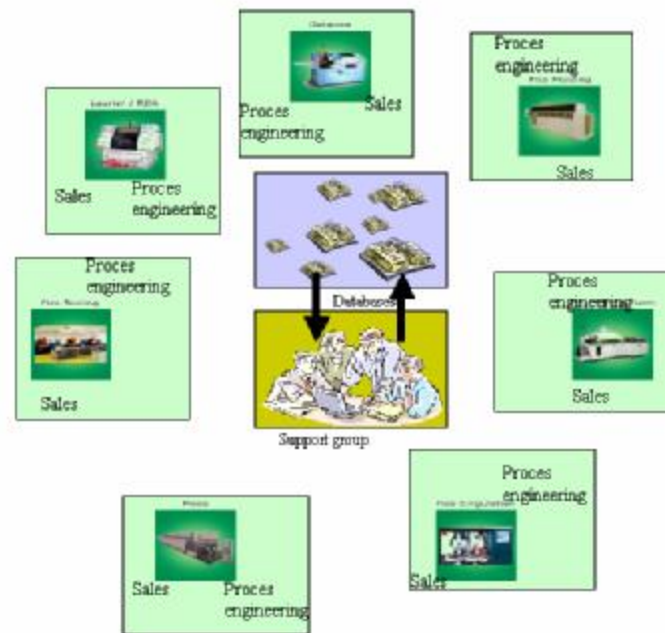 Proces
engineering
Sales
Proces
engineering
Sales
Sales
Proces
engineering
Proces
engineering
Sales
Databases
Proces
engineering
Sales
Support group
Proces
engineering
Sales
Press
Sales
Proces
engineering